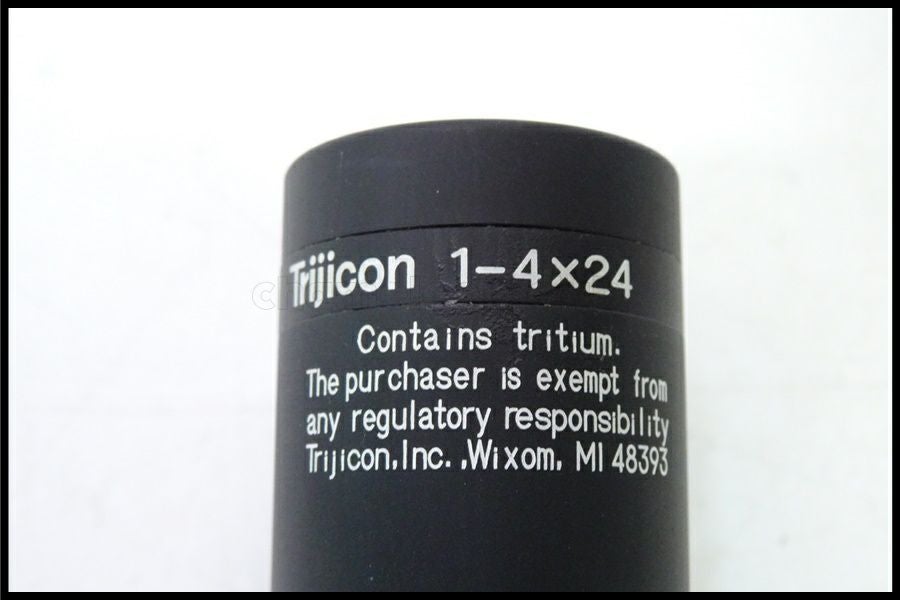 Trijicon 1-4×24
Contains tritium.
The purchaser is exempt from
any regulatory responsibility
Trijicon,Inc. ,Wixom, MI 48393